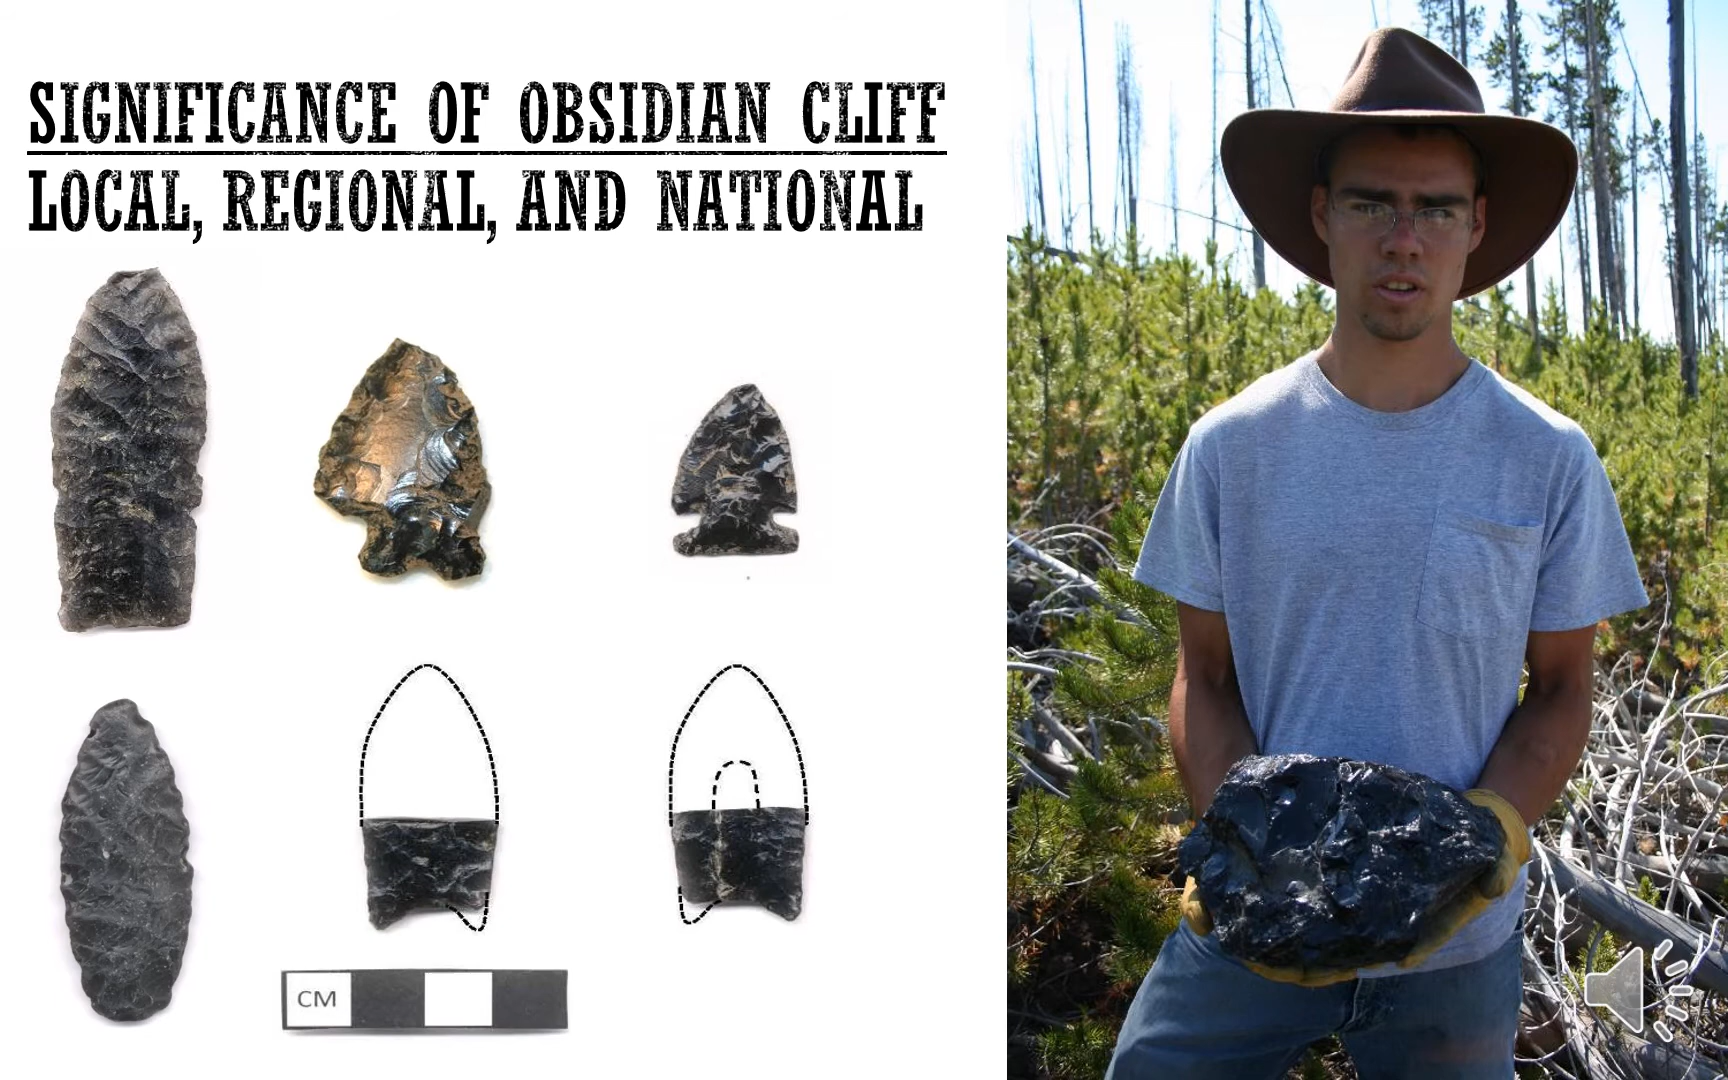 SIGNIFICANCE OF OBSIDIAN CLIFF
LOCAL, REGIONAL, AND NATIONAL
CM